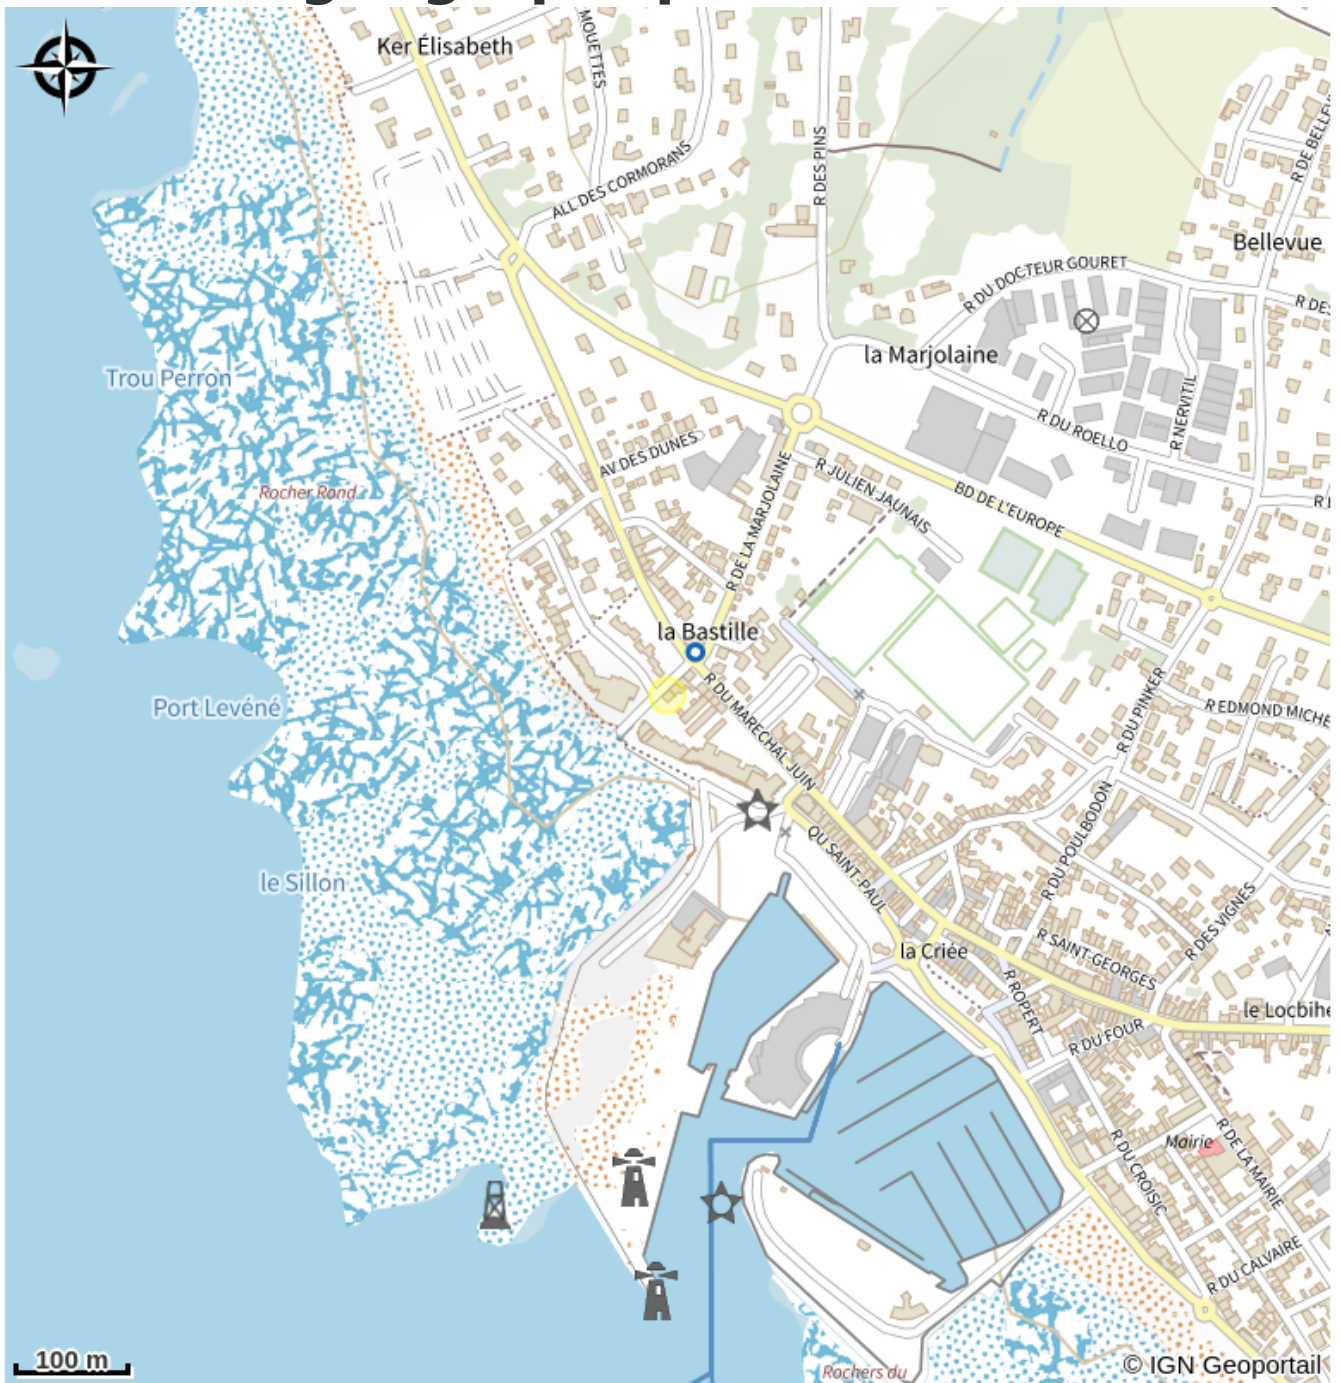 Ker Élisabeth
MOUETTES
ALL DES CORMORANS
R DES PINS
R DE BELLEV
Bellevue
R DU DOCTEUR GOURET
R DES
la Marjolaine
Trou Perron
R NERVITIL
R DU ROELLO
AV DES DUNES
R JULIEN JAUNAIS
Rocher Rond
BD DE L'EUROPE
R DE LA MARJOLAINE
la Bastille
Port Levéné
R DU PINKER
R EDMOND MICHE
R DU MARECHAL JUIN
le Sillon
QU SAINT-PAUL
R DU POULBODON
R DES VIGNES
la Criée
R SAINT-GEORGES
R ROPERT
le Locbihe
R DU FOUR
Mairie
R DE LA MAIRIE
R DU CROISIC
R DU CALVAIRE
100 m
Rochers du
© IGN Geoportail